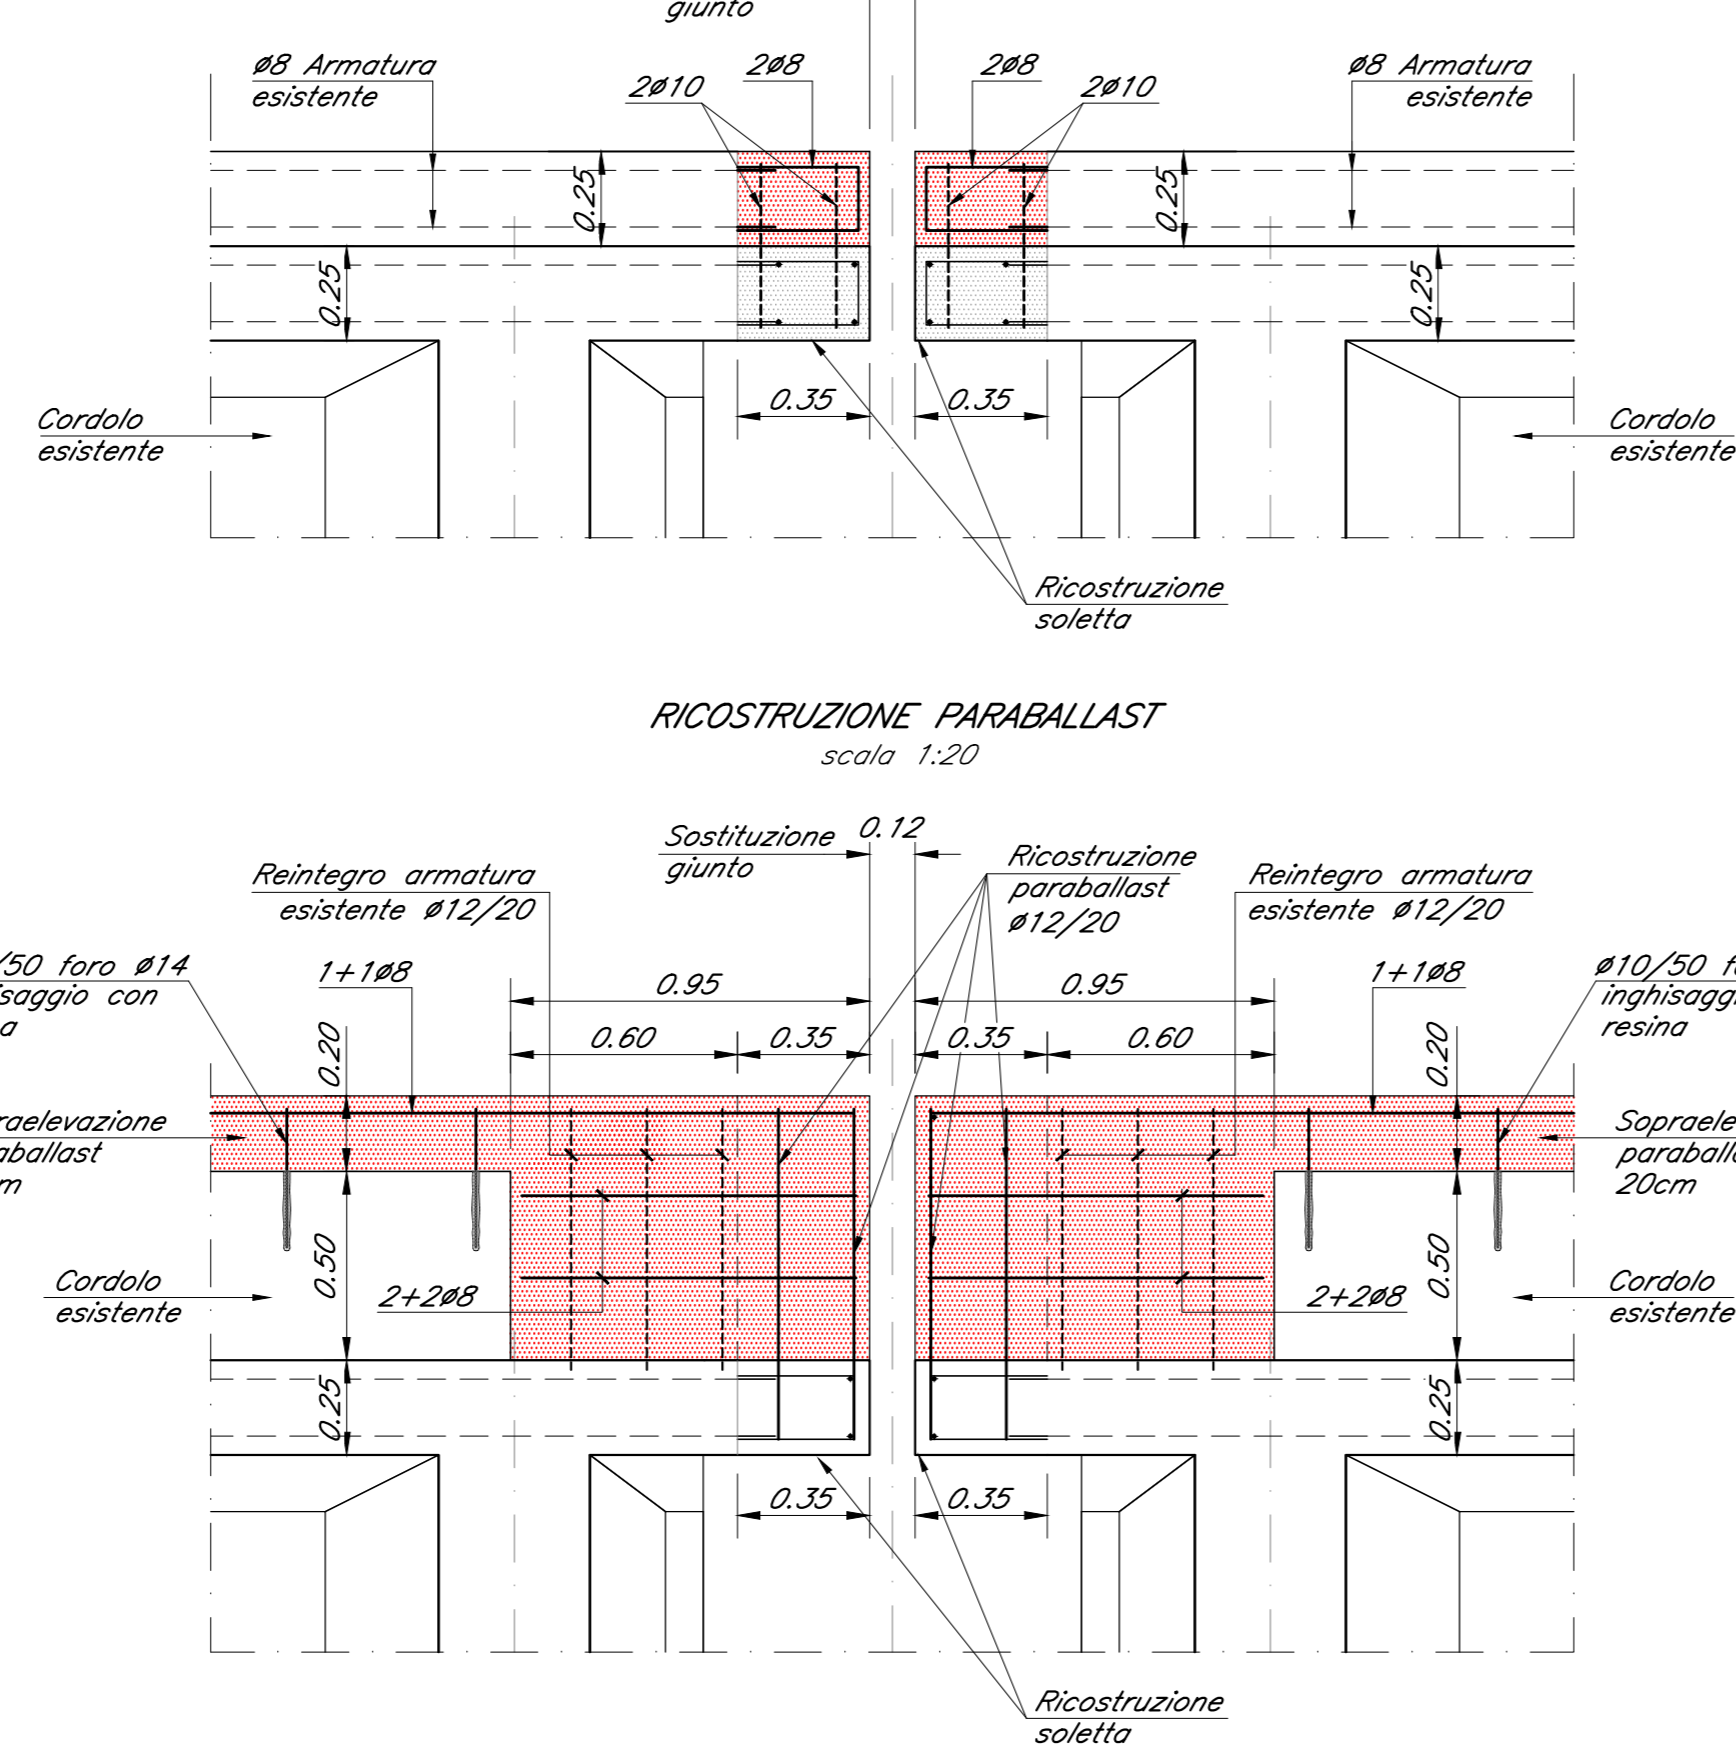 giunto
ø8 Armatura
esistente
2ø10
2ø8
2ø8
2ø10
ø8 Armatura
esistente
0.25
0.25
0.25
0.25
0.35
0.35
Cordolo
esistente
Cordolo
esistente
Ricostruzione
soletta
RICOSTRUZIONE PARABALLAST
scala 1:20
Sostituzione
giunto
0.12
Ricostruzione
paraballast
ø12/20
Reintegro armatura
esistente ø12/20
Reintegro armatura
esistente ø12/20
/50 foro ø14
saggio con
a
1+1ø8
0.95
0.95
1+1ø8
ø10/50 fo
inghisaggi
resina
0.20
0.60
0.35
0.35
0.60
0.20
raelevazione
aballast
m
Sopraele
paraballa
20cm
0.50
0.50
Cordolo
esistente
2+2ø8
2+2ø8
Cordolo
esistente
0.25
0.25
0.35
0.35
Ricostruzione
soletta